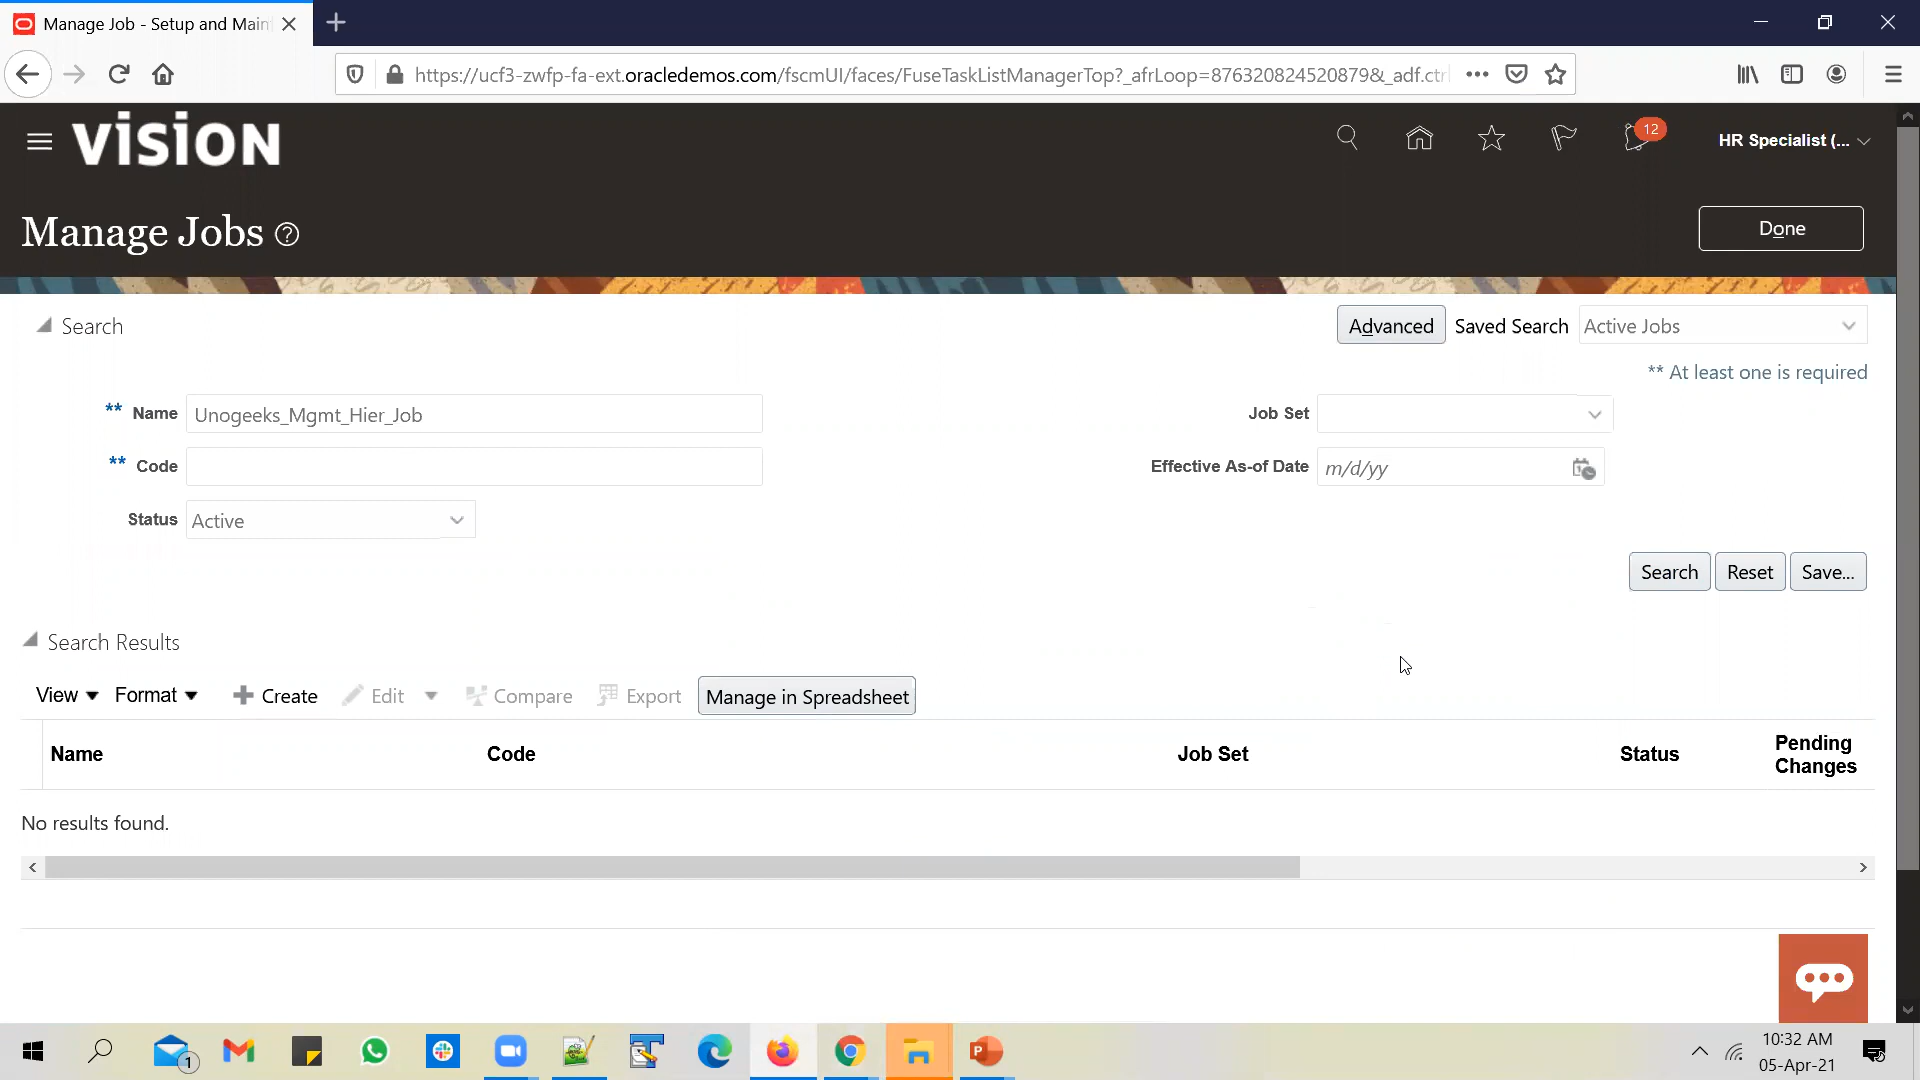 Manage Job - Setup and Main
https://ucf3-zwfp-fa-ext.oracledemos.com/fscmUI/faces/FuseTaskListManagerTop?_afrLoop=876320824520879&_adf.ctr
VISION
12
HR Specialist (...
Manage Jobs
Done
Search
Advanced Saved Search Active Jobs
** At least one is required
** Name Unogeeks_Mgmt_Hier_Job
Job Set
** Code
Effective As-of Date m/d/yy
Status Active
Search Reset Save...
Search Results
View Format Create Edit Compare Export Manage in Spreadsheet
Name Code Job Set Status Pending Changes
No results found.
1
10:32 AM
05-Apr-21